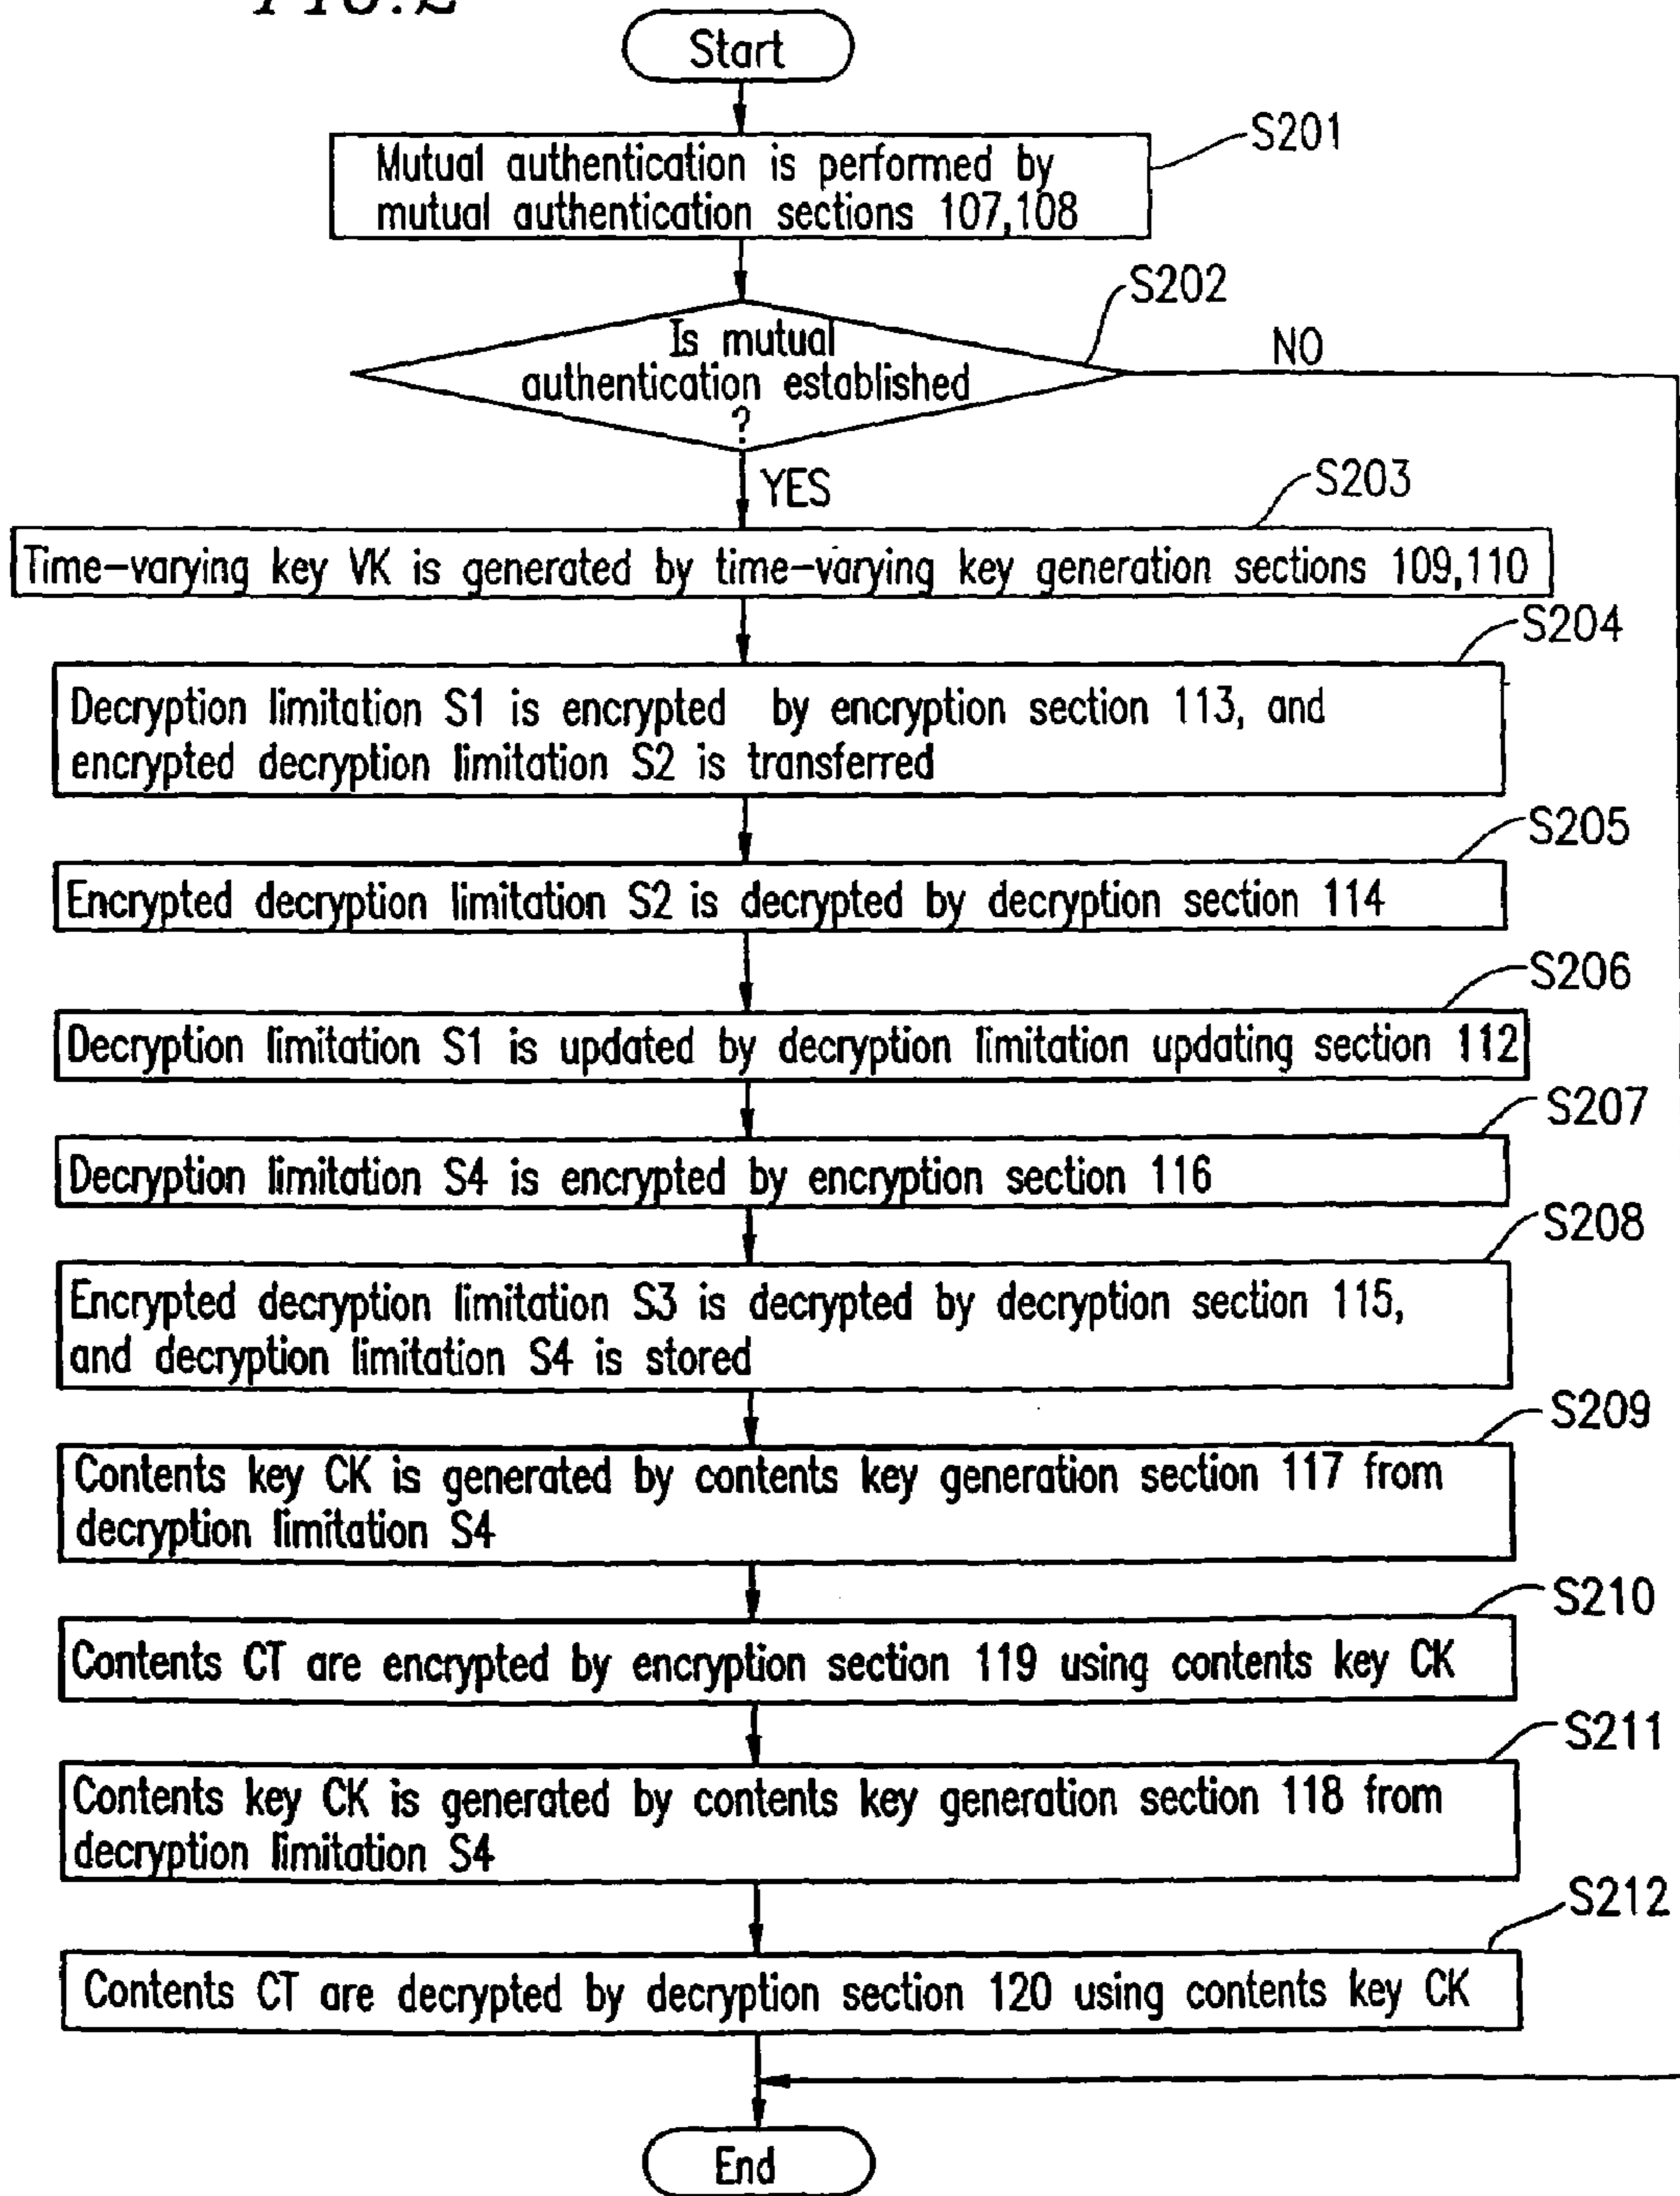 FIG.2
Start
S201
Mutual authentication is performed by
mutual authentication sections 107,108
S202
Is mutual
authentication established
?
NO
YES
S203
Time-varying key VK is generated by time-varying key generation sections 109,110
S204
Decryption limitation S1 is encrypted by encryption section 113, and
encrypted decryption limitation S2 is transferred
S205
Encrypted decryption limitation S2 is decrypted by decryption section 114
S206
Decryption limitation S1 is updated by decryption limitation updating section 112
S207
Decryption limitation S4 is encrypted by encryption section 116
S208
Encrypted decryption limitation S3 is decrypted by decryption section 115,
and decryption limitation S4 is stored
S209
Contents key CK is generated by contents key generation section 117 from
decryption limitation S4
S210
Contents CT are encrypted by encryption section 119 using contents key CK
S211
Contents key CK is generated by contents key generation section 118 from
decryption limitation S4
S212
Contents CT are decrypted by decryption section 120 using contents key CK
End